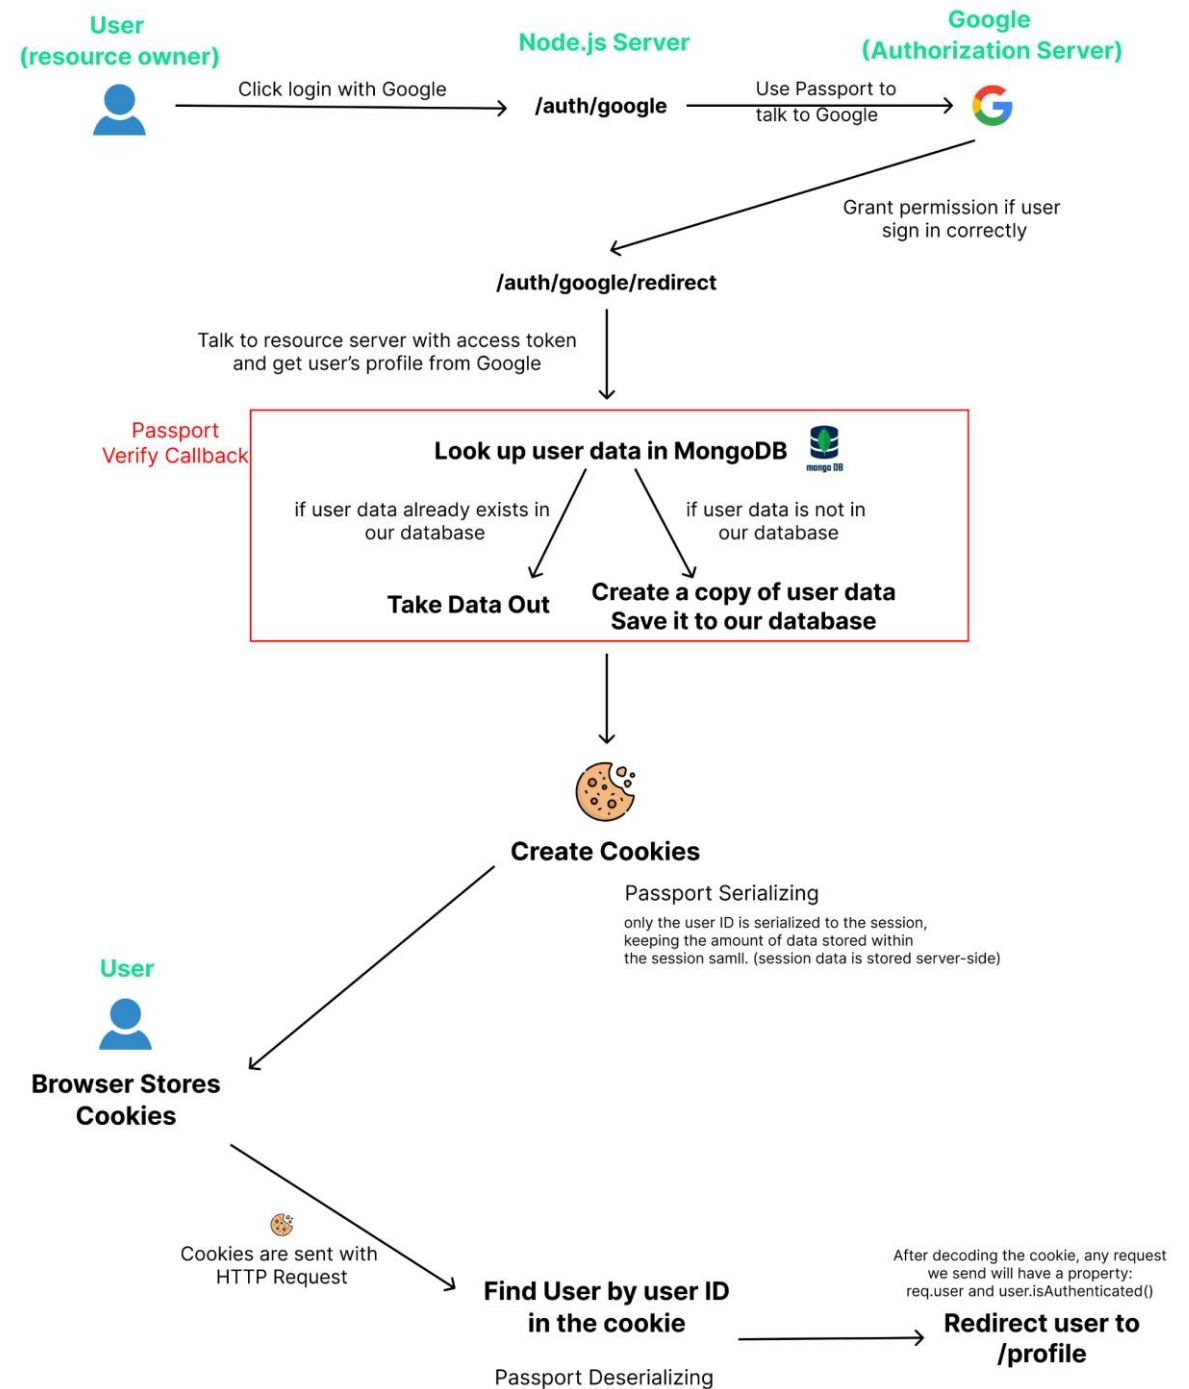 User
(resource owner)
Node.js Server
Google
(Authorization Server)
Click login with Google
/auth/google
Use Passport to
talk to Google
Grant permission if user
sign in correctly
/auth/google/redirect
Talk to resource server with access token
and get user’s profile from Google
Passport
Verify Callback
Look up user data in MongoDB
mongo DB
if user data already exists in
our database
if user data is not in
our database
Take Data Out
Create a copy of user data
Save it to our database
Create Cookies
Passport Serializing
only the user ID is serialized to the session,
keeping the amount of data stored within
the session samll. (session data is stored server-side)
User
Browser Stores
Cookies
Cookies are sent with
HTTP Request
Find User by user ID
in the cookie
Passport Deserializing
After decoding the cookie, any request
we send will have a property:
req.user and user.isAuthenticated()
Redirect user to
/profile